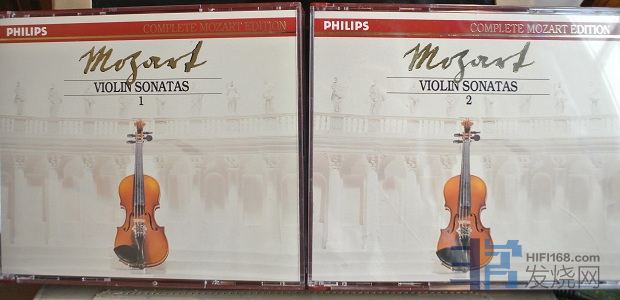 PHILIPS
COMPLETE MOZART EDITION
Mozart
VIOLIN SONATAS
1
PHILIPS
COMPLETE MOZART EDITION
Mozart
VIOLIN SONATAS
2
HIFI168.com
发烧网